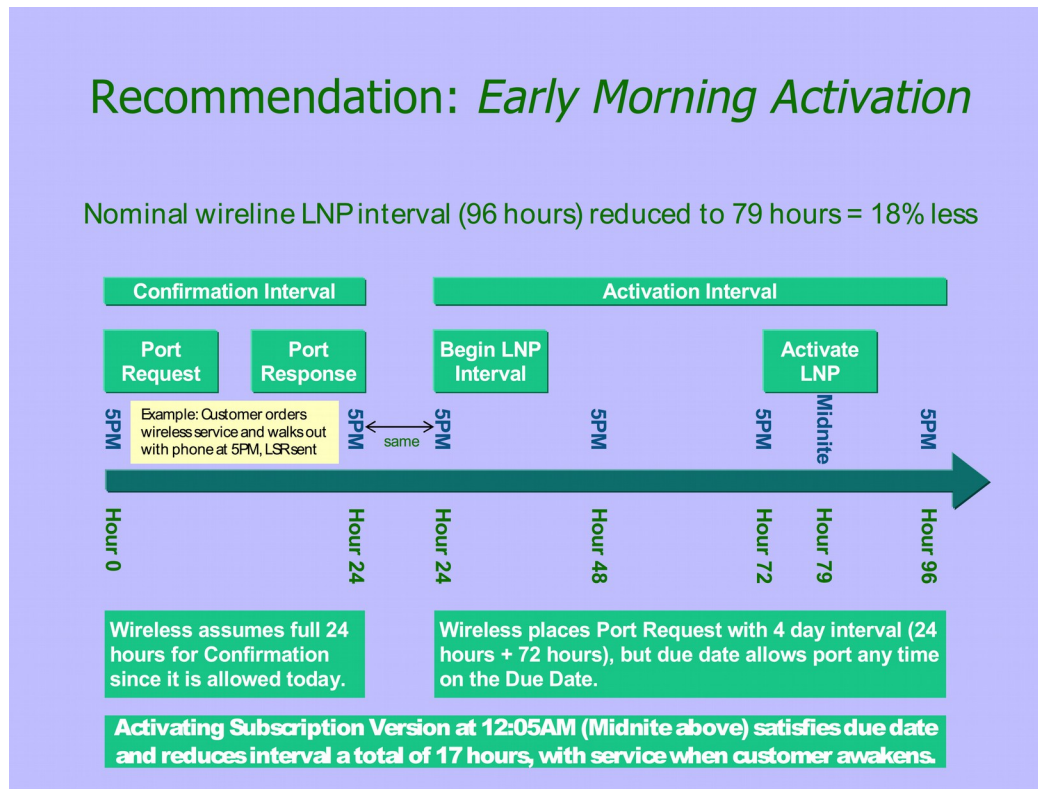 Recommendation: Early Morning Activation
Nominal wireline LNP interval (96 hours) reduced to 79 hours = 18% less
Confirmation Interval
Activation Interval
Port
Request
Port
Response
Begin LNP
Interval
Activate
LNP
5PM
Example: Customer orders
wireless service and walks out
with phone at 5PM, LSR sent
5PM
same
5PM
5PM
5PM
Midnite
5PM
Hour 0
Hour 24
Hour 24
Hour 48
Hour 72
Hour 79
Hour 96
Wireless assumes full 24
hours for Confirmation
since it is allowed today.
Wireless places Port Request with 4 day interval (24
hours + 72 hours), but due date allows port any time
on the Due Date.
Activating Subscription Version at 12:05AM (Midnite above) satisfies due date
and reduces interval a total of 17 hours, with service when customer awakens.